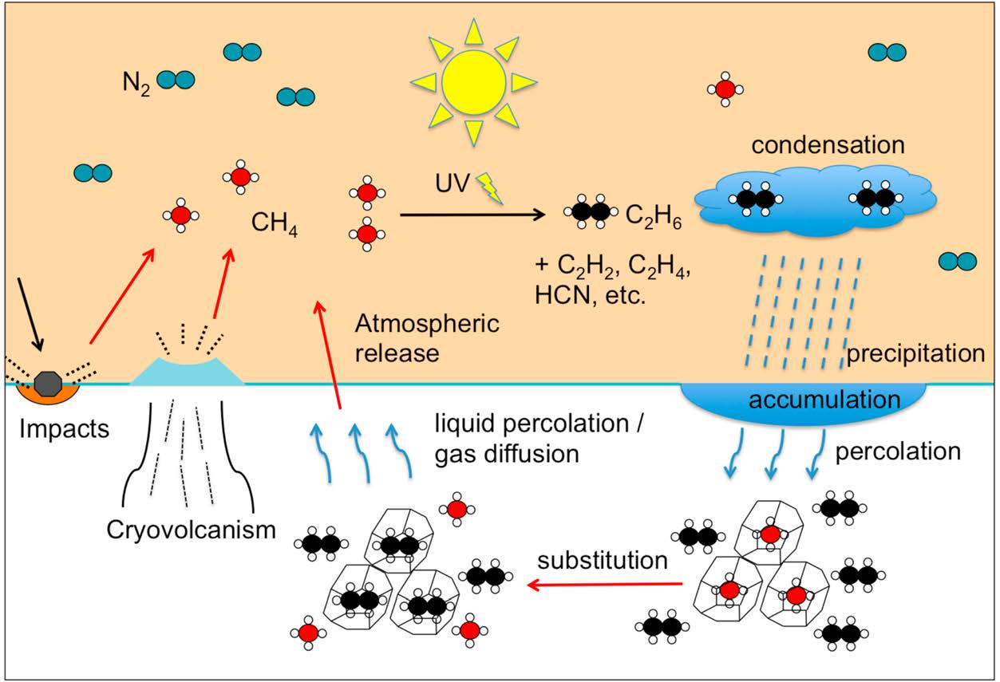 N2
condensation
UV
CH4
C2H6
+ C2H2, C2H4,
HCN, etc.
Atmospheric
release
precipitation
accumulation
Impacts
liquid percolation /
gas diffusion
percolation
Cryovolcanism
substitution